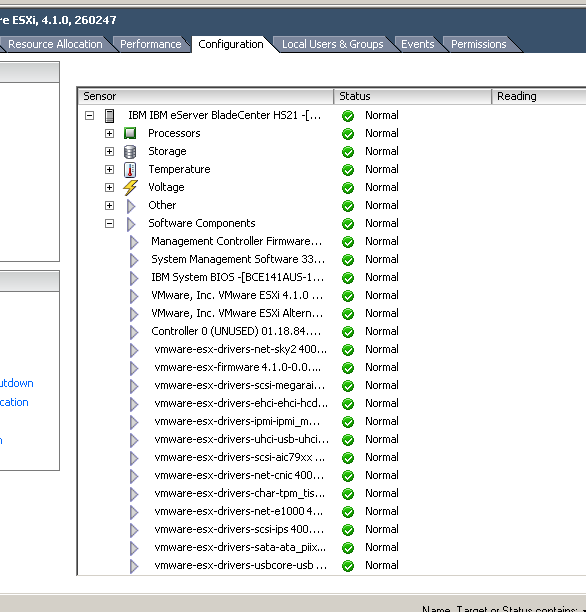 re ESXi, 4.1.0, 260247
Resource Allocation Performance Configuration Local Users & Groups Events Permissions
Sensor Status Reading
IBM IBM eServer BladeCenter HS21 -[... Normal
Processors Normal
Storage Normal
Temperature Normal
Voltage Normal
Other Normal
Software Components Normal
Management Controller Firmware... Normal
System Management Software 33... Normal
IBM System BIOS -[BCE141AUS-1... Normal
VMware, Inc. VMware ESXi 4.1.0 ... Normal
VMware, Inc. VMware ESXi Altern... Normal
Controller 0 (UNUSED) 01.18.84.... Normal
vmware-esx-drivers-net-sky2 400... Normal
vmware-esx-firmware 4.1.0-0.0.... Normal
vmware-esx-drivers-scsi-megarai... Normal
utdown
vmware-esx-drivers-ehci-ehci-hcd... Normal
cation
vmware-esx-drivers-ipmi-ipmi_m... Normal
vmware-esx-drivers-uhci-usb-uhci... Normal
n
vmware-esx-drivers-scsi-aic79xx ... Normal
vmware-esx-drivers-net-cnic 400... Normal
vmware-esx-drivers-char-tpm_tis... Normal
vmware-esx-drivers-net-e1000 4... Normal
vmware-esx-drivers-scsi-ips 400.... Normal
vmware-esx-drivers-sata-ata_piix... Normal
vmware-esx-drivers-usbcore-usb ... Normal
Name, Target or Status contains: